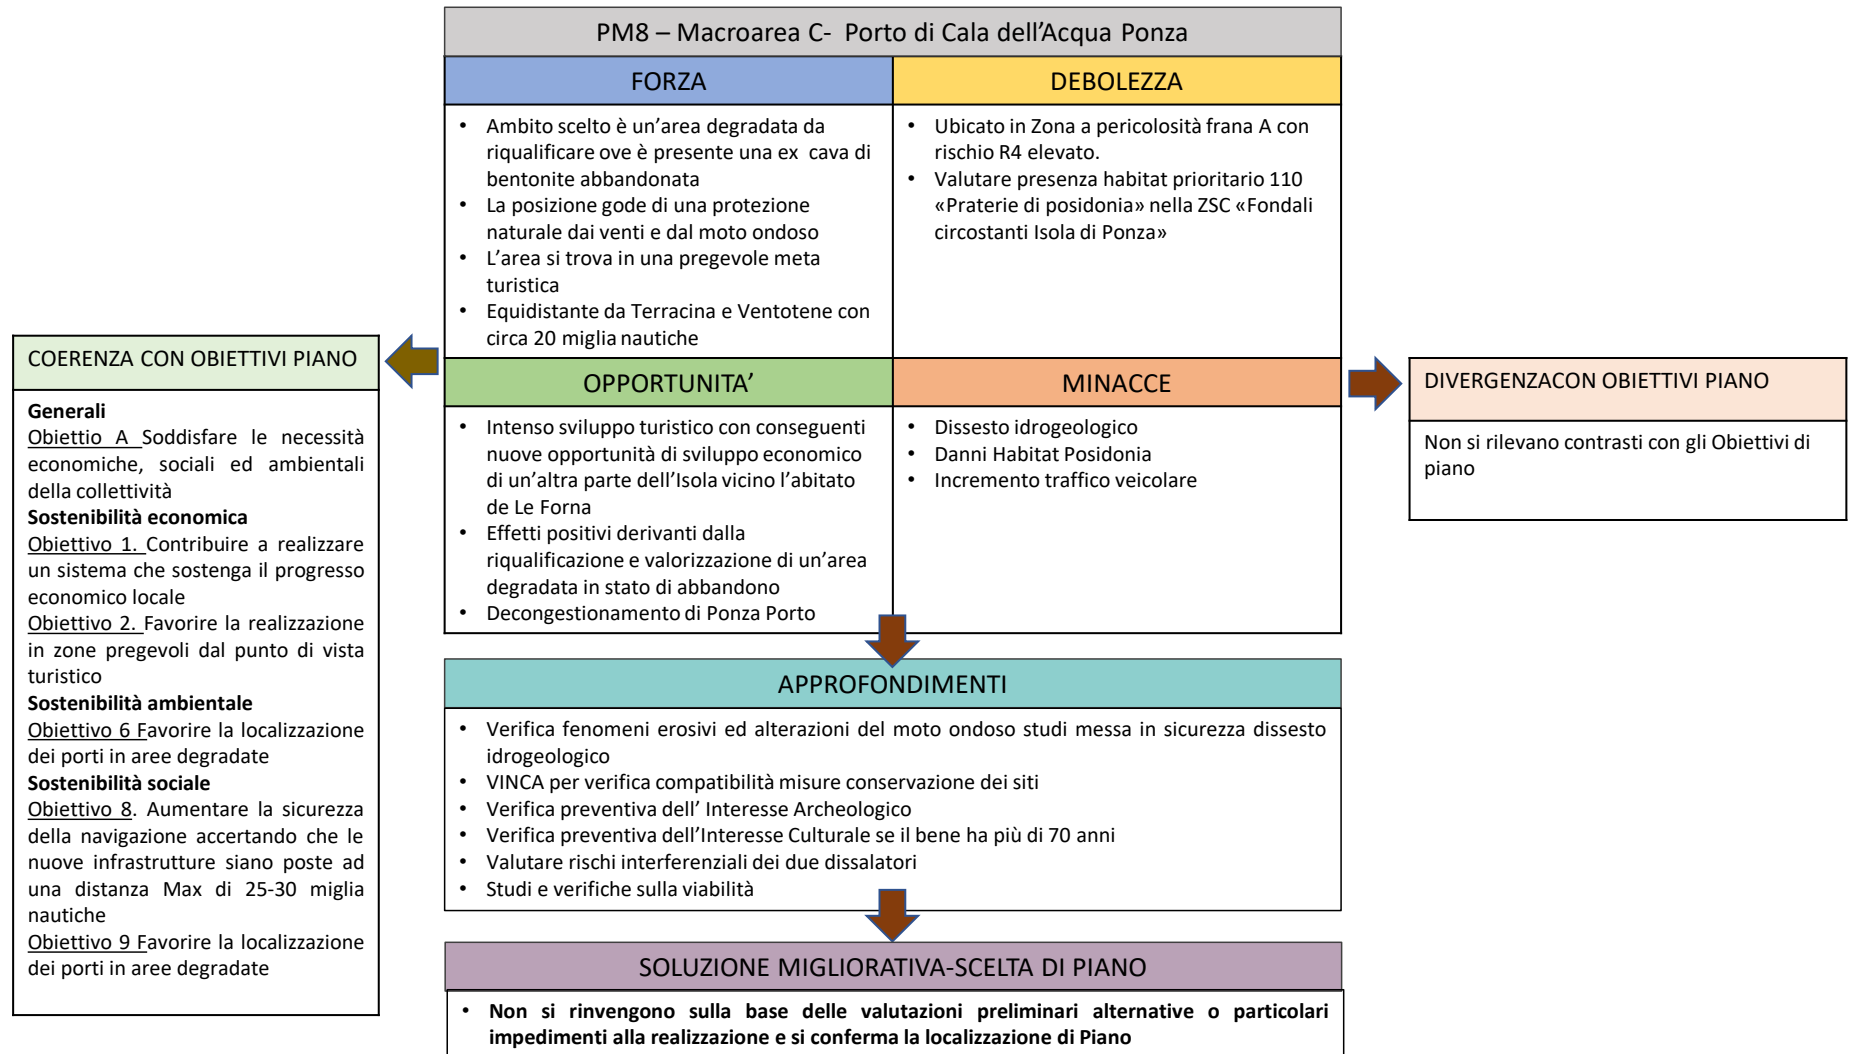 PM8 – Macroarea C- Porto di Cala dell'Acqua Ponza
FORZA
• Ambito scelto è un'area degradata da
riqualificare ove è presente una ex cava di
bentonite abbandonata
• La posizione gode di una protezione
naturale dai venti e dal moto ondoso
• L'area si trova in una pregevole meta
turistica
• Equidistante da Terracina e Ventotene con
circa 20 miglia nautiche
DEBOLEZZA
• Ubicato in Zona a pericolosità frana A con
rischio R4 elevato.
• Valutare presenza habitat prioritario 110
«Praterie di posidonia» nella ZSC «Fondali
circostanti Isola di Ponza»
COERENZA CON OBIETTIVI PIANO
Generali
Obiettio A Soddisfare le necessità
economiche, sociali ed ambientali
della collettività
Sostenibilità economica
Obiettivo 1. Contribuire a realizzare
un sistema che sostenga il progresso
economico locale
Obiettivo 2. Favorire la realizzazione
in zone pregevoli dal punto di vista
turistico
Sostenibilità ambientale
Obiettivo 6 Favorire la localizzazione
dei porti in aree degradate
Sostenibilità sociale
Obiettivo 8. Aumentare la sicurezza
della navigazione accertando che le
nuove infrastrutture siano poste ad
una distanza Max di 25-30 miglia
nautiche
Obiettivo 9 Favorire la localizzazione
dei porti in aree degradate
OPPORTUNITA'
• Intenso sviluppo turistico con conseguenti
nuove opportunità di sviluppo economico
di un'altra parte dell'Isola vicino l'abitato
de Le Forna
• Effetti positivi derivanti dalla
riqualificazione e valorizzazione di un'area
degradata in stato di abbandono
• Decongestionamento di Ponza Porto
MINACCE
• Dissesto idrogeologico
• Danni Habitat Posidonia
• Incremento traffico veicolare
DIVERGENZACON OBIETTIVI PIANO
Non si rilevano contrasti con gli Obiettivi di
piano
APPROFONDIMENTI
• Verifica fenomeni erosivi ed alterazioni del moto ondoso studi messa in sicurezza dissesto
idrogeologico
• VINCA per verifica compatibilità misure conservazione dei siti
• Verifica preventiva dell' Interesse Archeologico
• Verifica preventiva dell'Interesse Culturale se il bene ha più di 70 anni
• Valutare rischi interferenziali dei due dissalatori
• Studi e verifiche sulla viabilità
SOLUZIONE MIGLIORATIVA-SCELTA DI PIANO
• Non si rinvengono sulla base delle valutazioni preliminari alternative o particolari
impedimenti alla realizzazione e si conferma la localizzazione di Piano